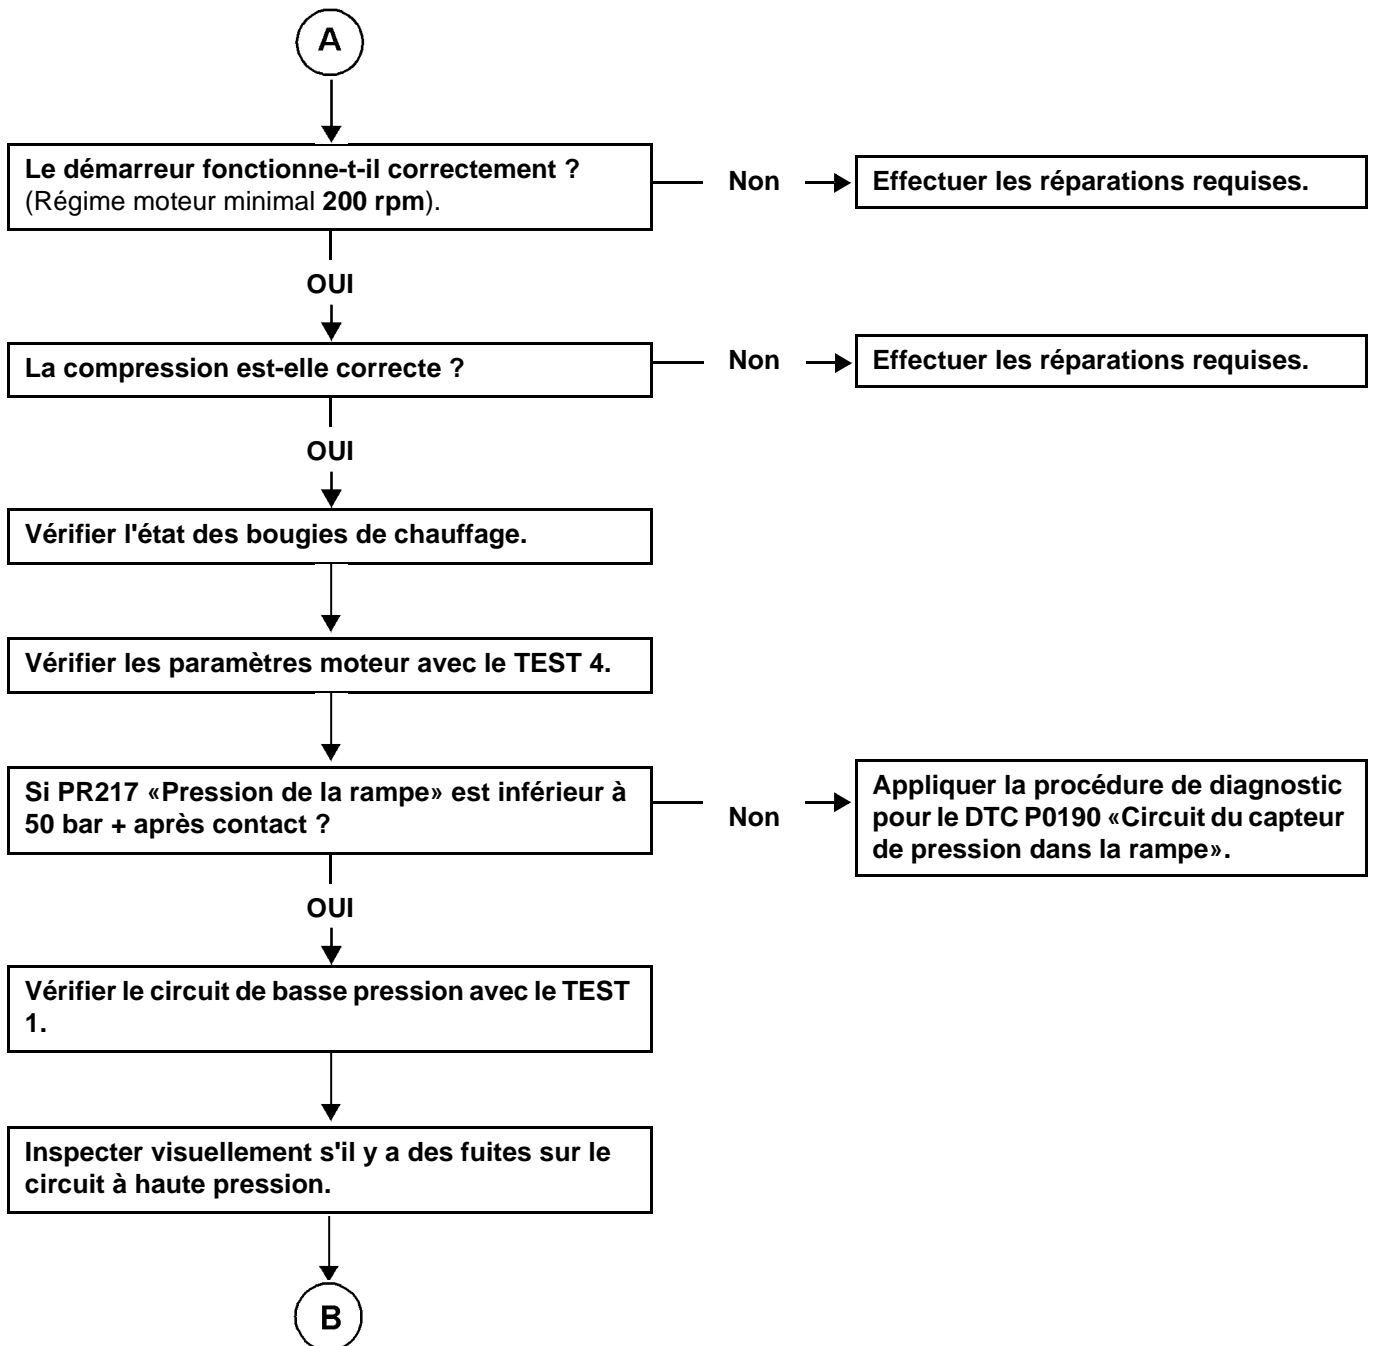 A
Le démarreur fonctionne-t-il correctement ?
(Régime moteur minimal 200 rpm).
Non
Effectuer les réparations requises.
OUI
La compression est-elle correcte ?
Non
Effectuer les réparations requises.
OUI
Vérifier l'état des bougies de chauffage.
Vérifier les paramètres moteur avec le TEST 4.
Si PR217 «Pression de la rampe» est inférieur à
50 bar + après contact ?
Non
Appliquer la procédure de diagnostic
pour le DTC P0190 «Circuit du capteur
de pression dans la rampe».
OUI
Vérifier le circuit de basse pression avec le TEST
1.
Inspecter visuellement s'il y a des fuites sur le
circuit à haute pression.
B